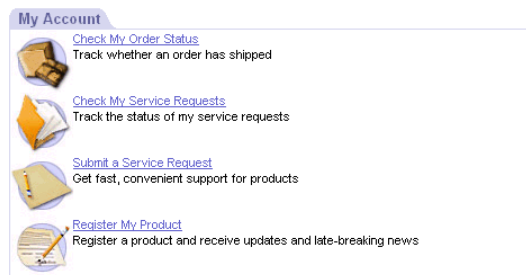 My Account
Check My Order Status
Track whether an order has shipped
Check My Service Requests
Track the status of my service requests
Submit a Service Request
Get fast, convenient support for products
Register My Product
Register a product and receive updates and late-breaking news